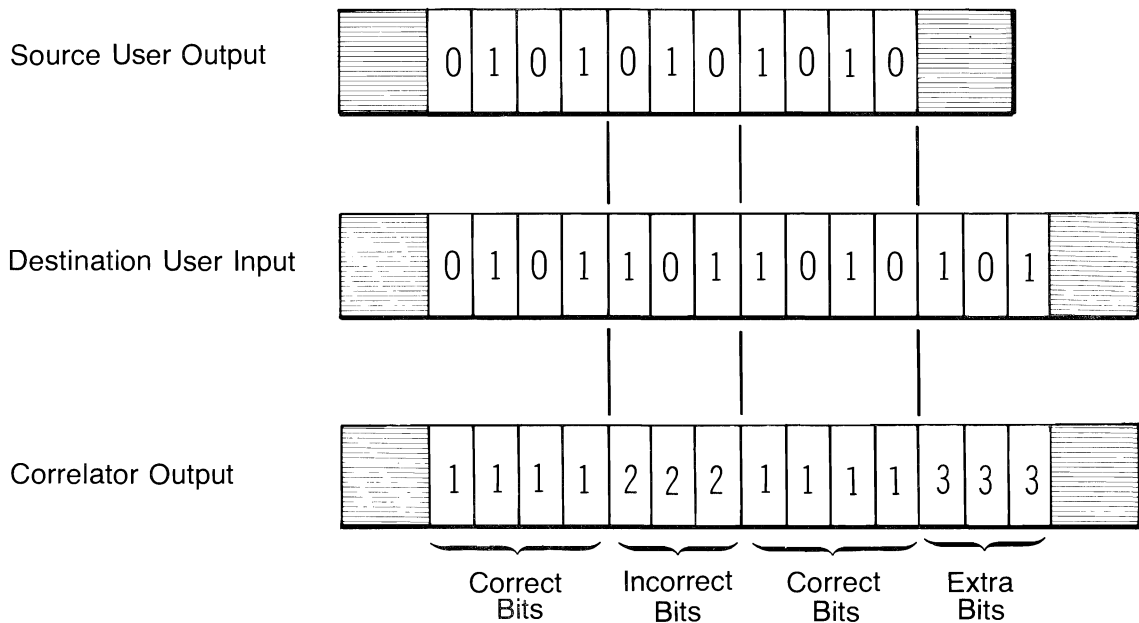 Source User Output
0 1 0 1 0 1 0 1 0 1 0
Destination User Input
0 1 0 1 1 0 1 1 0 1 0 1 0 1
Correlator Output
1 1 1 1 2 2 2 1 1 1 1 3 3 3
Correct Incorrect Correct Extra
Bits Bits Bits Bits